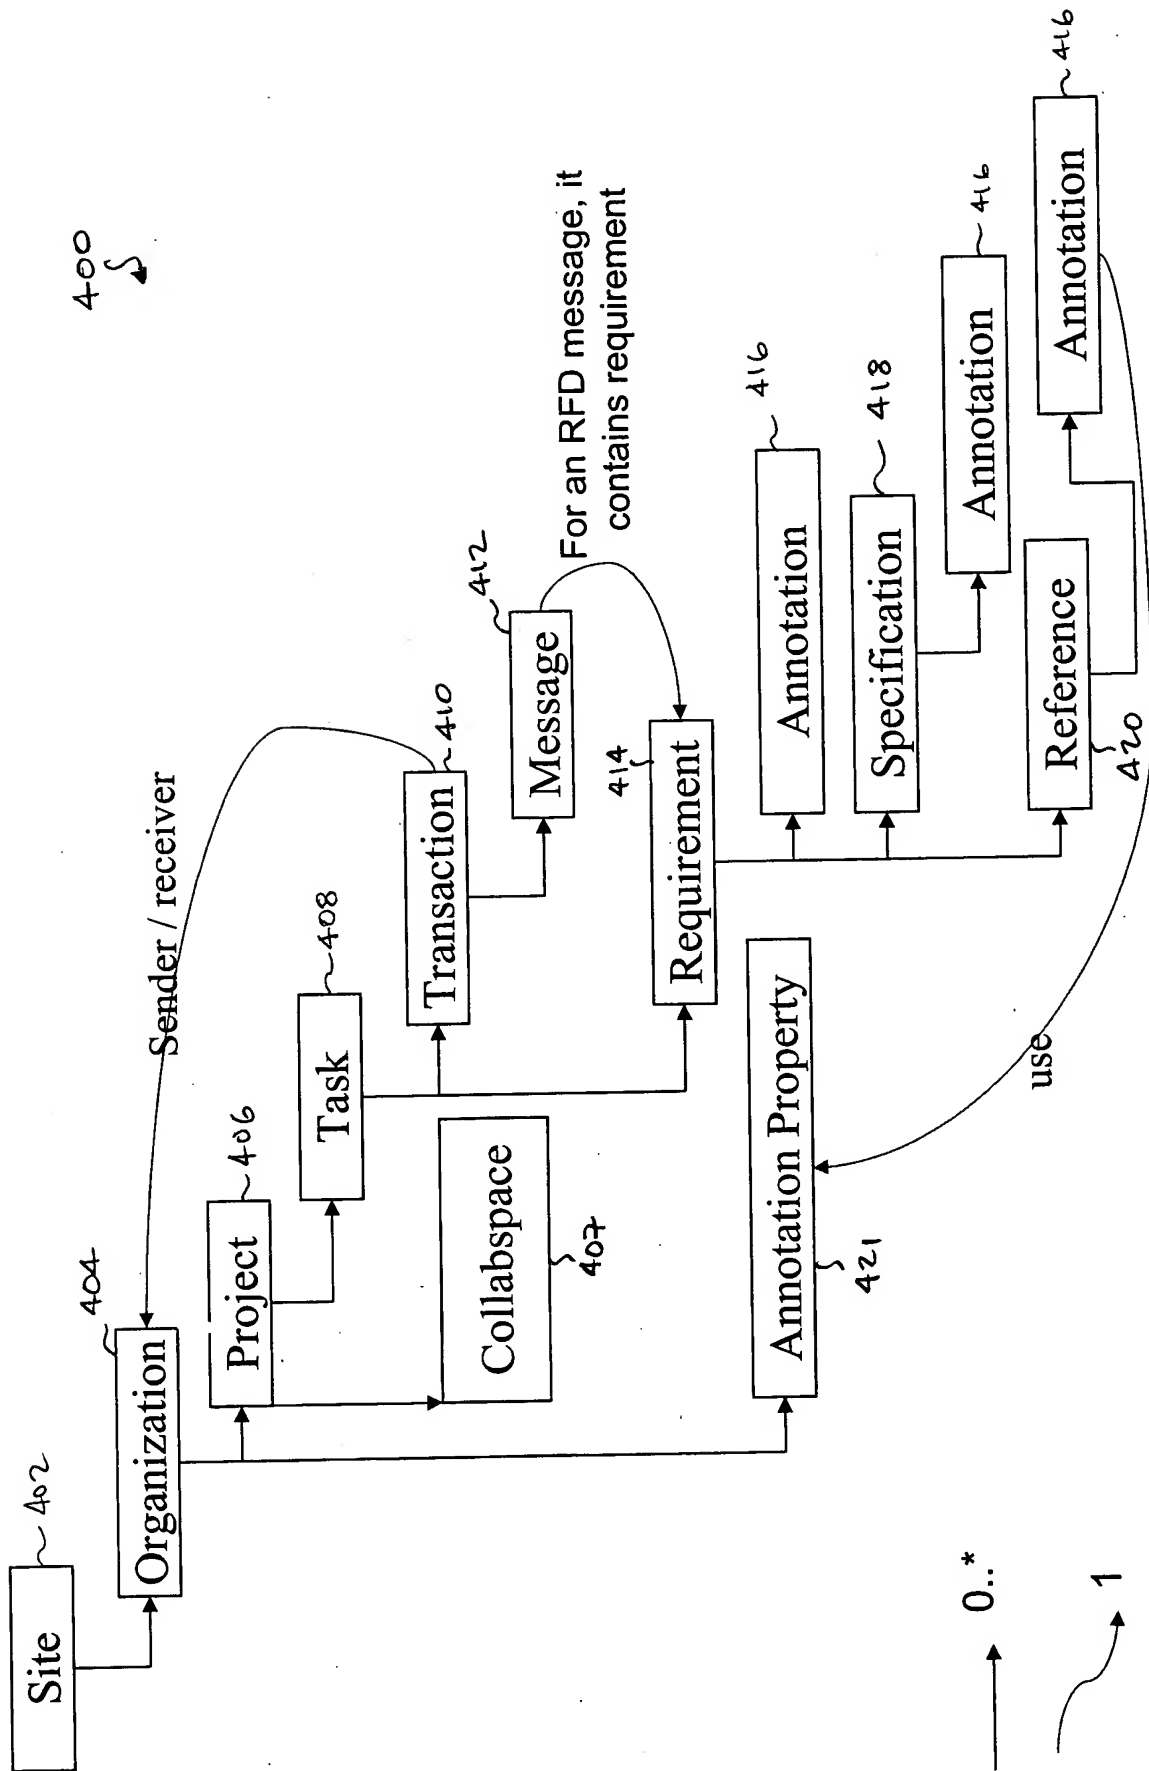 400
Site
402
Organization
404
Sender / receiver
Project
406
Task
408
Collabspace
407
Transaction
410
Message
412
For an RFD message, it
contains requirement
Requirement
414
Annotation Property
421
Annotation
416
Specification
418
Annotation
416
Reference
420
Annotation
416
use
0..*
1